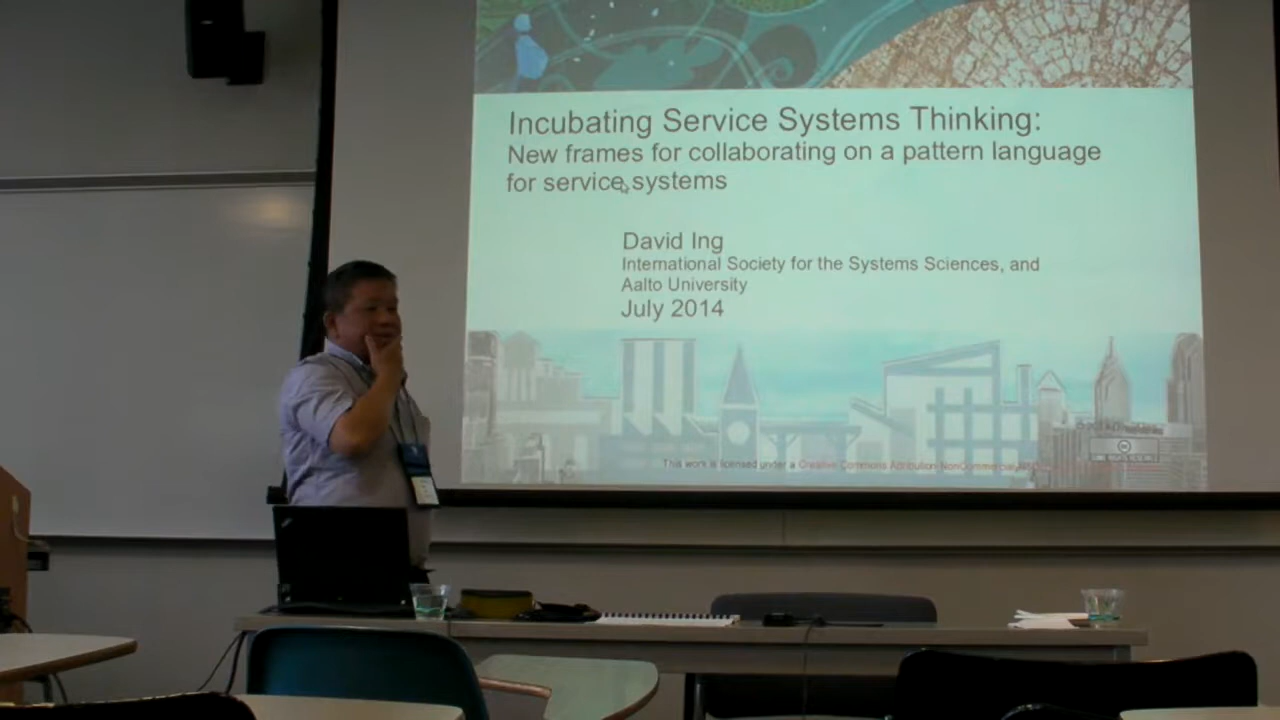 Incubating Service Systems Thinking:
New frames for collaborating on a pattern language
for service systems
David Ing
International Society for the Systems Sciences, and
Aalto University
July 2014
This work is licensed under a Creative Commons Attribution-NonCommercial